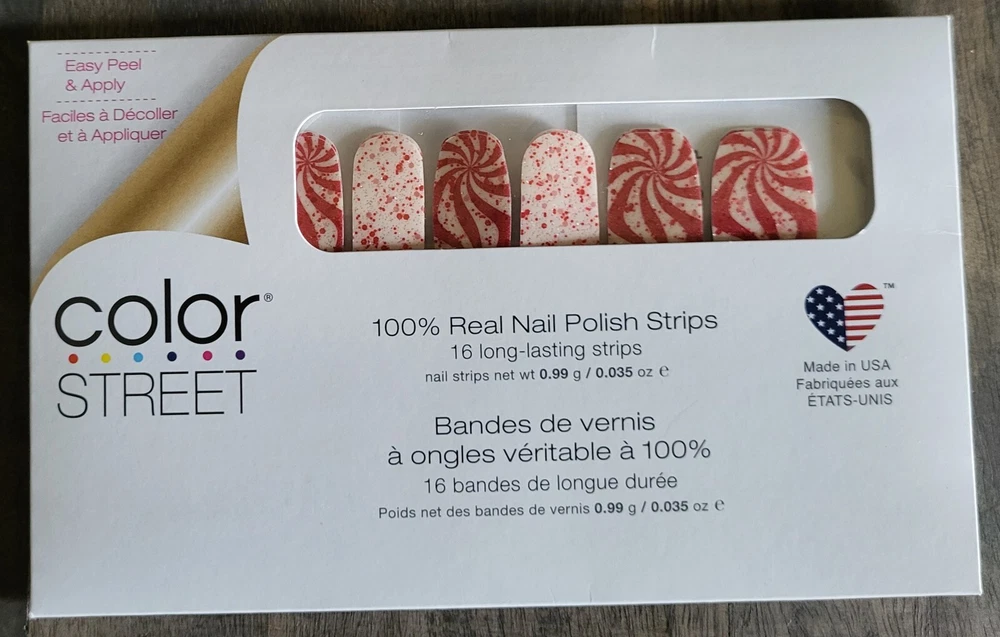 Easy Peel
& Apply
Faciles à Décoller
et à Appliquer
color®
STREET
100% Real Nail Polish Strips
16 long-lasting strips
nail strips net wt 0.99 g / 0.035 oz ℮
Bandes de vernis
à ongles véritable à 100%
16 bandes de longue durée
Poids net des bandes de vernis 0.99 g / 0.035 oz ℮
TM
Made in USA
Fabriquées aux
ÉTATS-UNIS